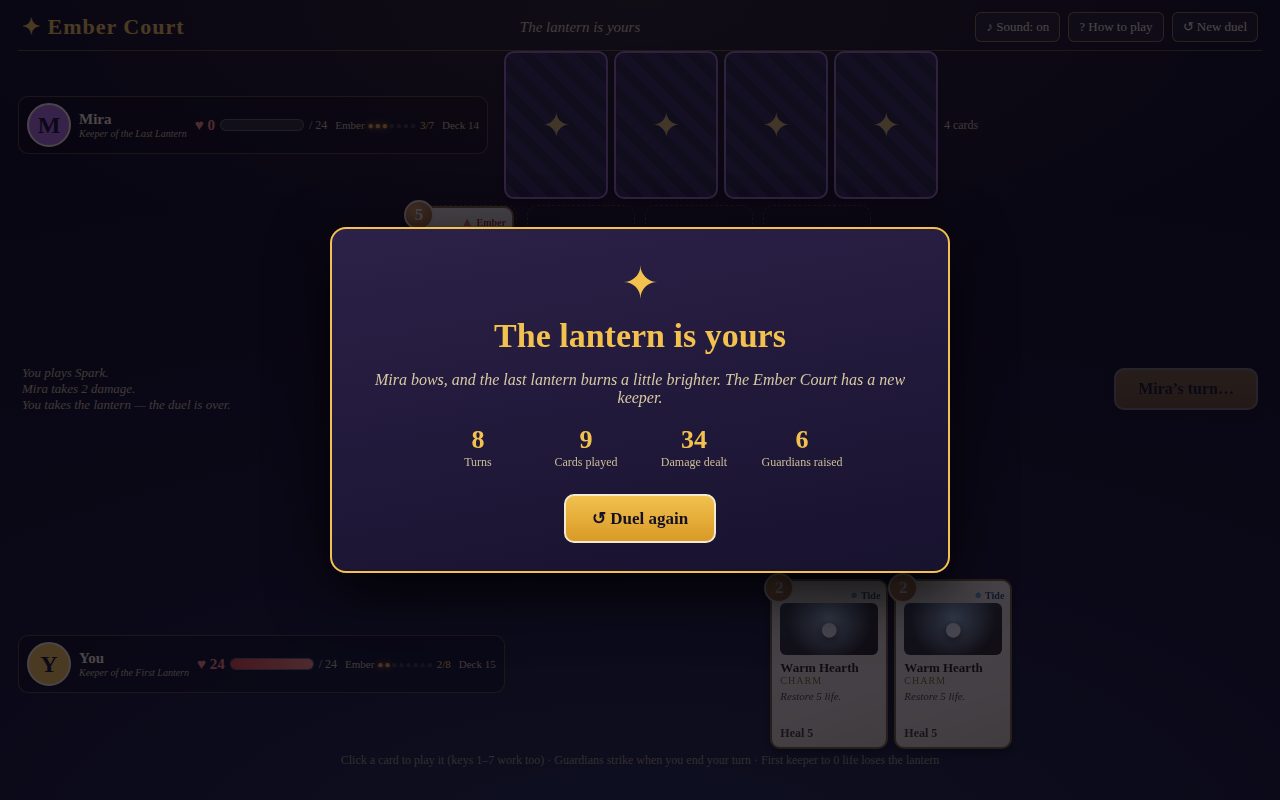 ✦ Ember Court
The lantern is yours
♪ Sound: on
? How to play
↺ New duel
M
Mira
Keeper of the Last Lantern
♥ 0 / 24
Ember 3/7
Deck 14
4 cards
5
▲ Ember
✦
The lantern is yours
Mira bows, and the last lantern burns a little brighter. The Ember Court has a new
keeper.
8
Turns
9
Cards played
34
Damage dealt
6
Guardians raised
↺ Duel again
You plays Spark.
Mira takes 2 damage.
You takes the lantern — the duel is over.
Mira's turn…
Y
You
Keeper of the First Lantern
♥ 24 / 24
Ember 2/8
Deck 15
2
Tide
Warm Hearth
CHARM
Restore 5 life.
Heal 5
2
Tide
Warm Hearth
CHARM
Restore 5 life.
Heal 5
Click a card to play it (keys 1–7 work too) · Guardians strike when you end your turn · First keeper to 0 life loses the lantern